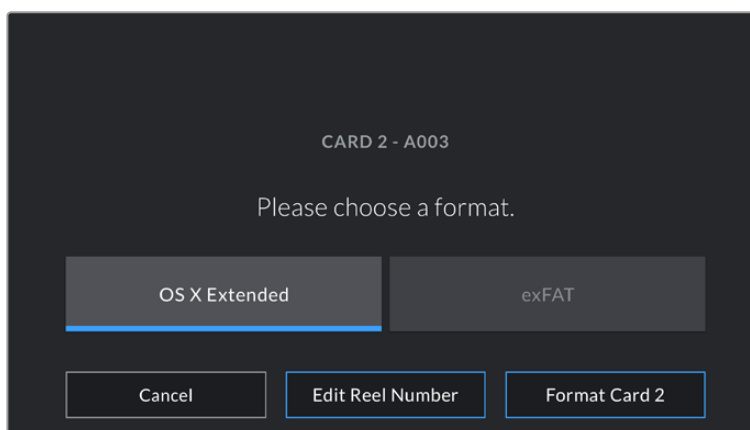 CARD 2 - A003
Please choose a format.
OS X Extended exFAT
Cancel Edit Reel Number Format Card 2